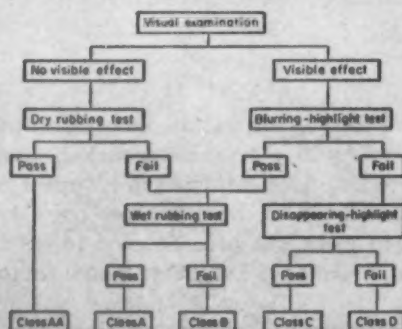 Visual examination
No visible effect
Visible effect
Dry rubbing test
Blurring-highlight test
Pass
Fail
Pass
Fail
Wet rubbing test
Disappearing-highlight
test
Pass
Fail
Pass
Fail
Class AA
Class A
Class B
Class C
Class D